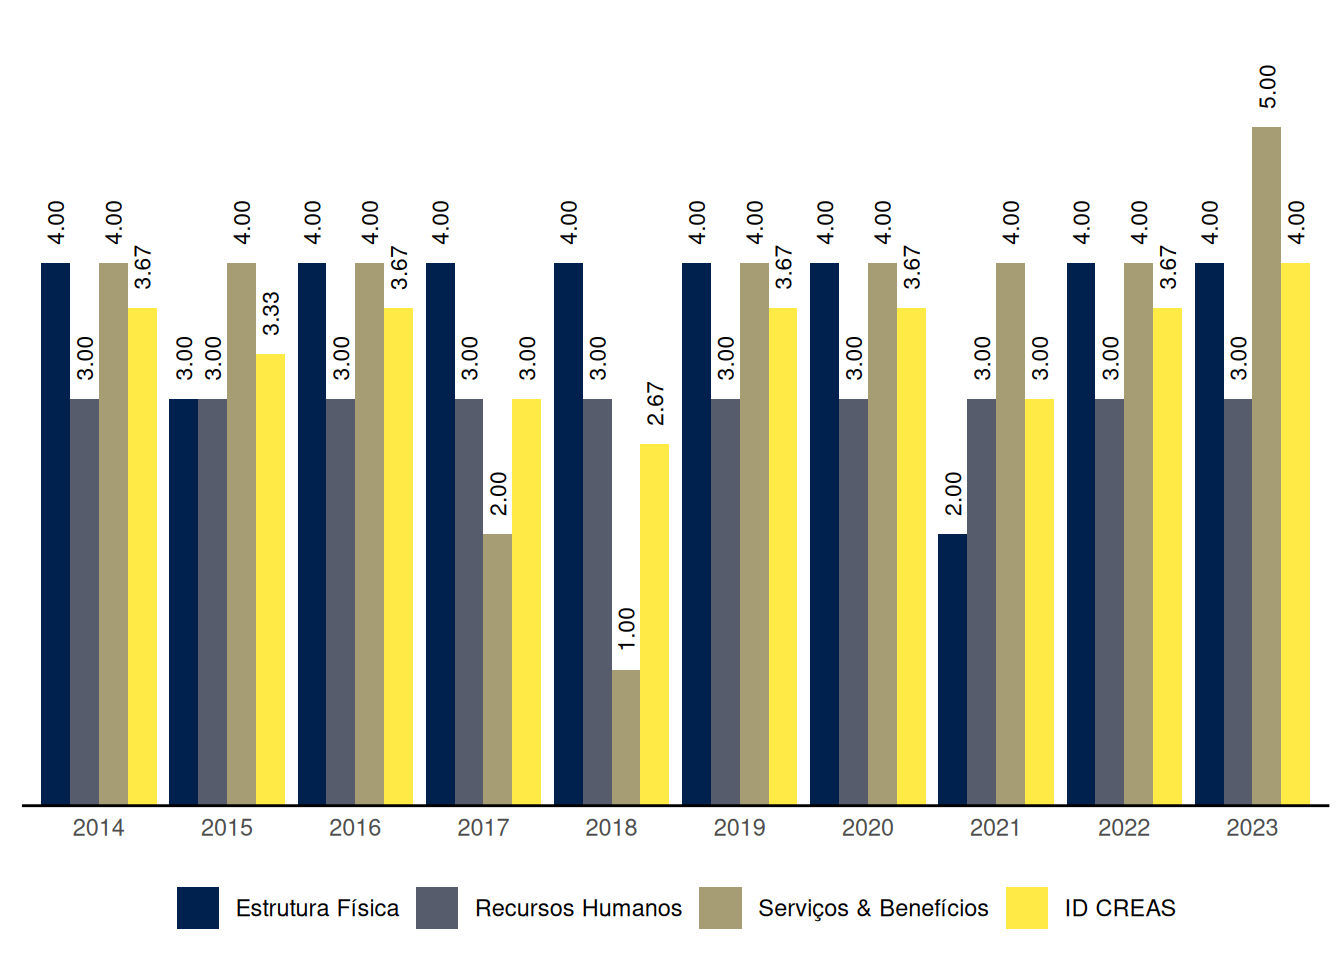 5.00
4.00 4.00 4.00 4.00 4.00 4.00 4.00 4.00 4.00 4.00 4.00 4.00 4.00 4.00 4.00 4.00
3.67 3.67 3.67 3.67 3.67
3.33
3.00 3.00 3.00 3.00 3.00 3.00 3.00 3.00 3.00 3.00 3.00 3.00 3.00
2.67
2.00 2.00
1.00
2014 2015 2016 2017 2018 2019 2020 2021 2022 2023
Estrutura Física Recursos Humanos Serviços & Benefícios ID CREAS